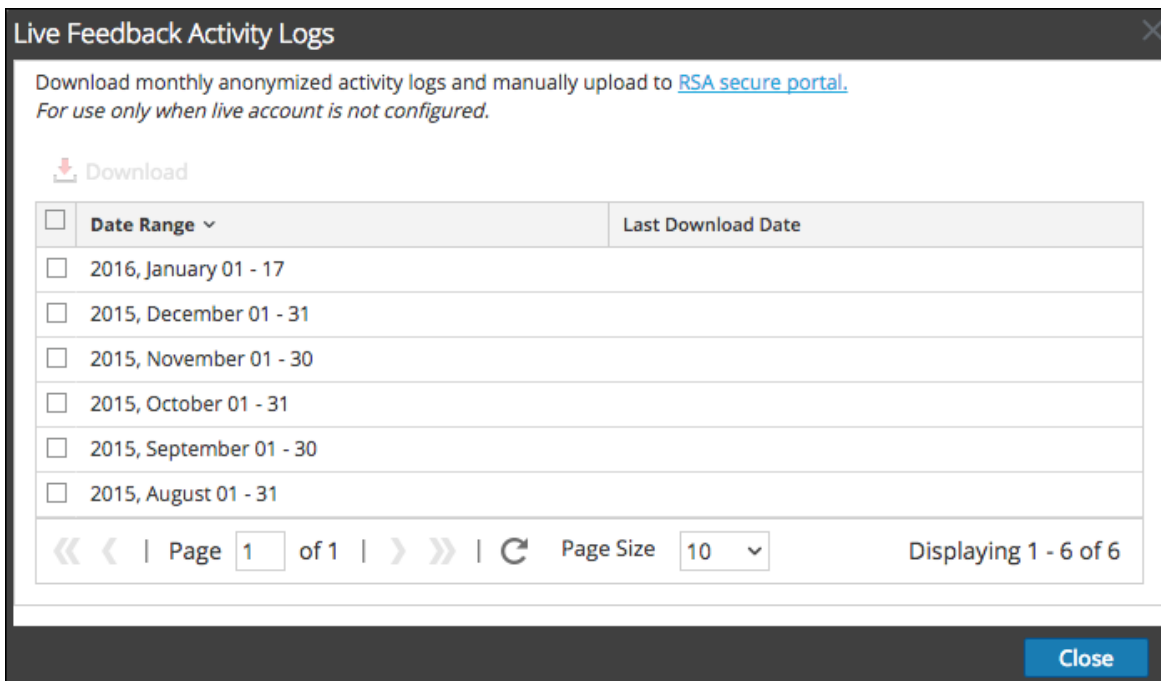 Live Feedback Activity Logs
Download monthly anonymized activity logs and manually upload to RSA secure portal.
For use only when live account is not configured.
Download
Date Range Last Download Date
2016, January 01 - 17
2015, December 01 - 31
2015, November 01 - 30
2015, October 01 - 31
2015, September 01 - 30
2015, August 01 - 31
| Page 1 of 1 | | Page Size 10 Displaying 1 - 6 of 6
Close